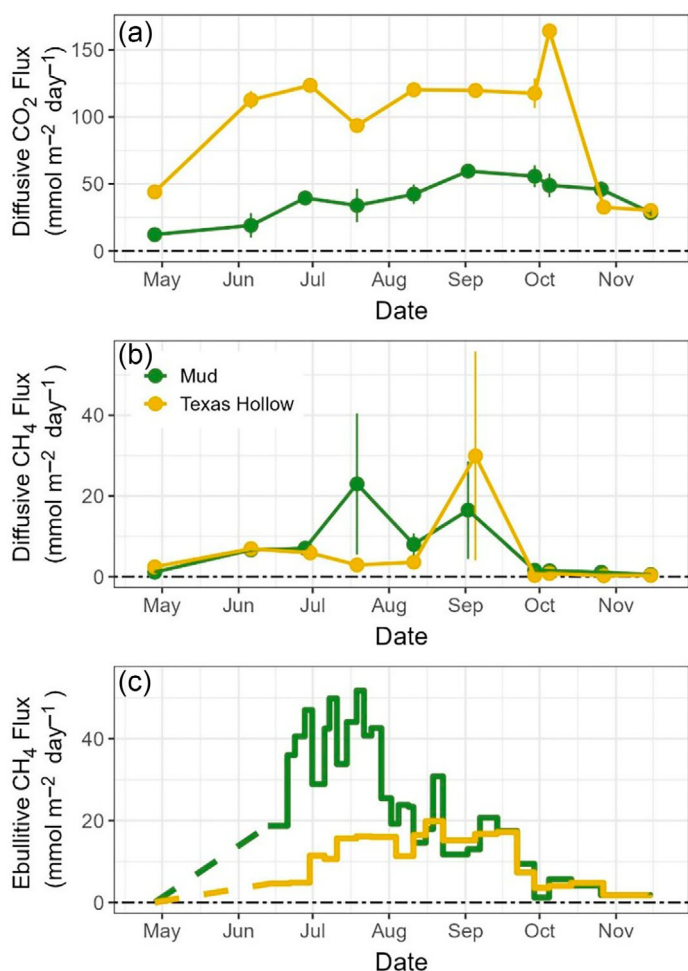 (a)
Diffusive CO₂ Flux
(mmol m⁻² day⁻¹)
150
100
50
0
May Jun Jul Aug Sep Oct Nov
Date
(b)
Diffusive CH₄ Flux
(mmol m⁻² day⁻¹)
Mud
Texas Hollow
40
20
0
May Jun Jul Aug Sep Oct Nov
Date
(c)
Ebullitive CH₄ Flux
(mmol m⁻² day⁻¹)
40
20
0
May Jun Jul Aug Sep Oct Nov
Date